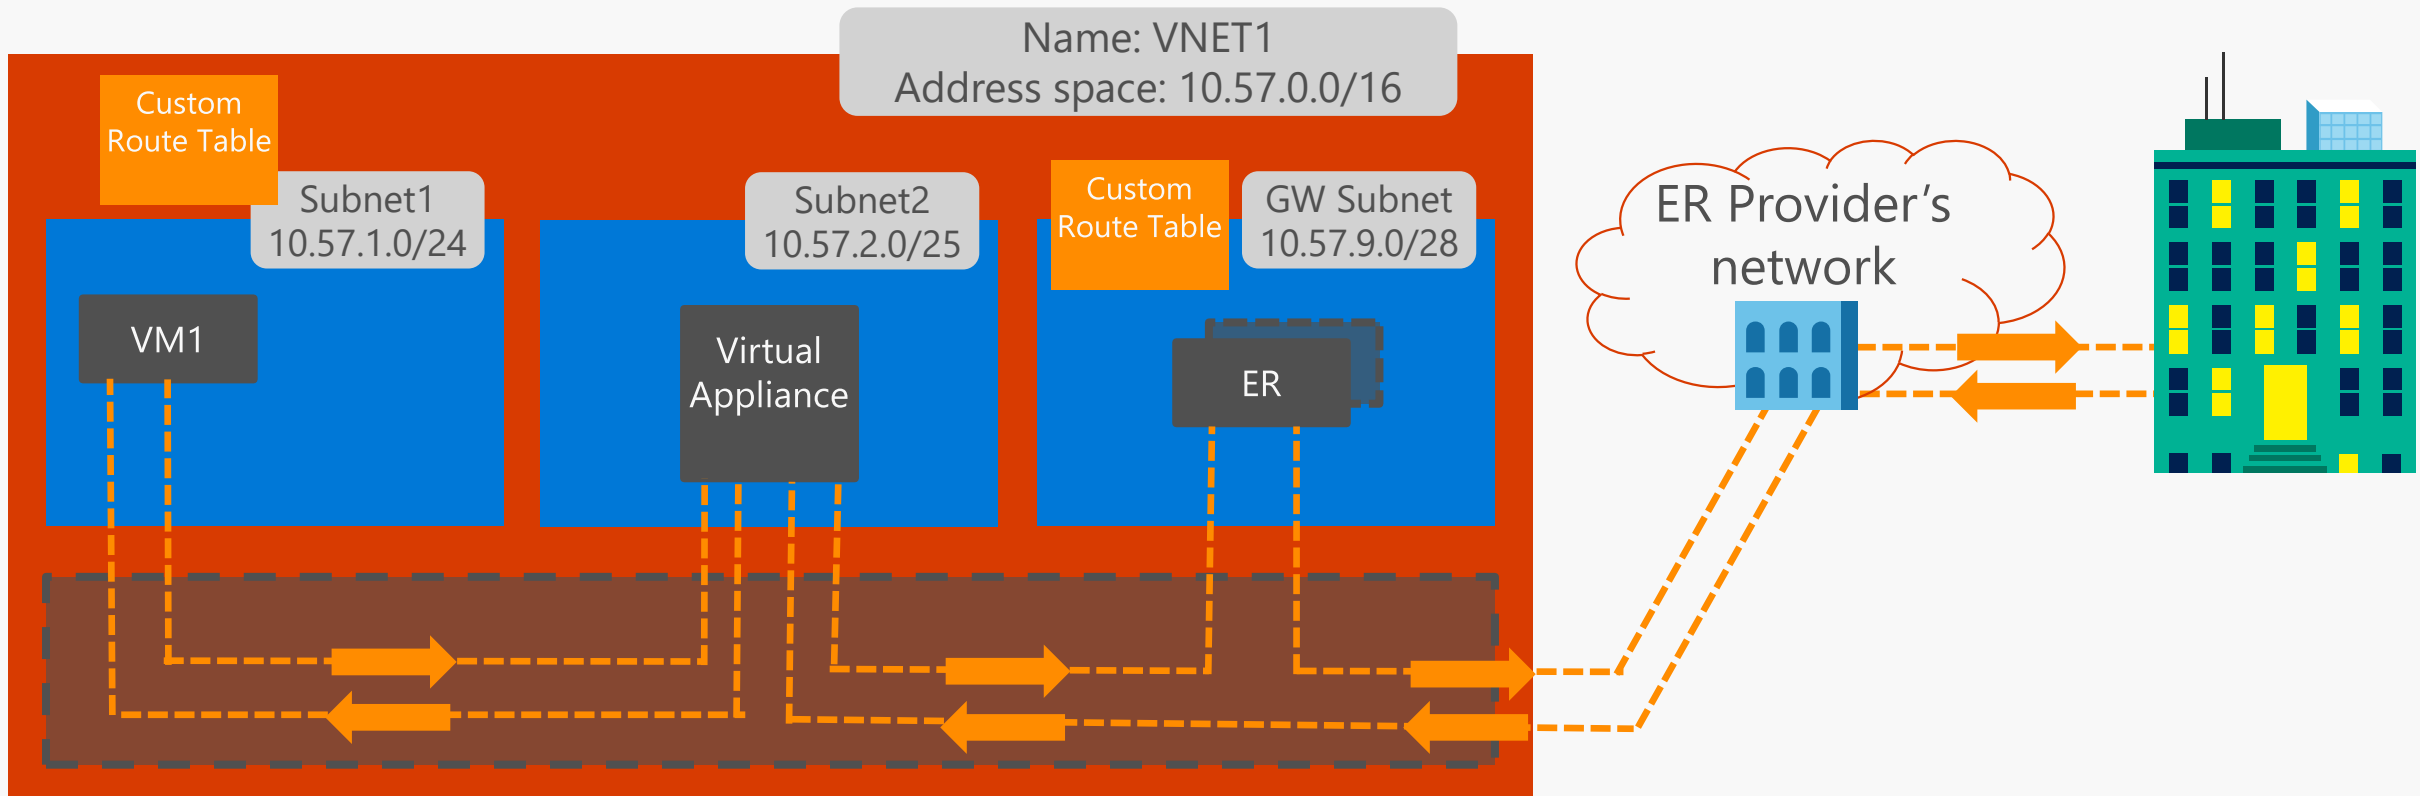 Name: VNET1
Address space: 10.57.0.0/16
Custom
Route Table
Subnet1
10.57.1.0/24
VM1
Subnet2
10.57.2.0/25
Virtual
Appliance
Custom
Route Table
GW Subnet
10.57.9.0/28
ER
ER Provider’s
network